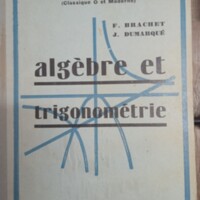 (Classique C et Moderne)
F. BRACHET
J. DUMARQUÉ
algèbre et
trigonométrie